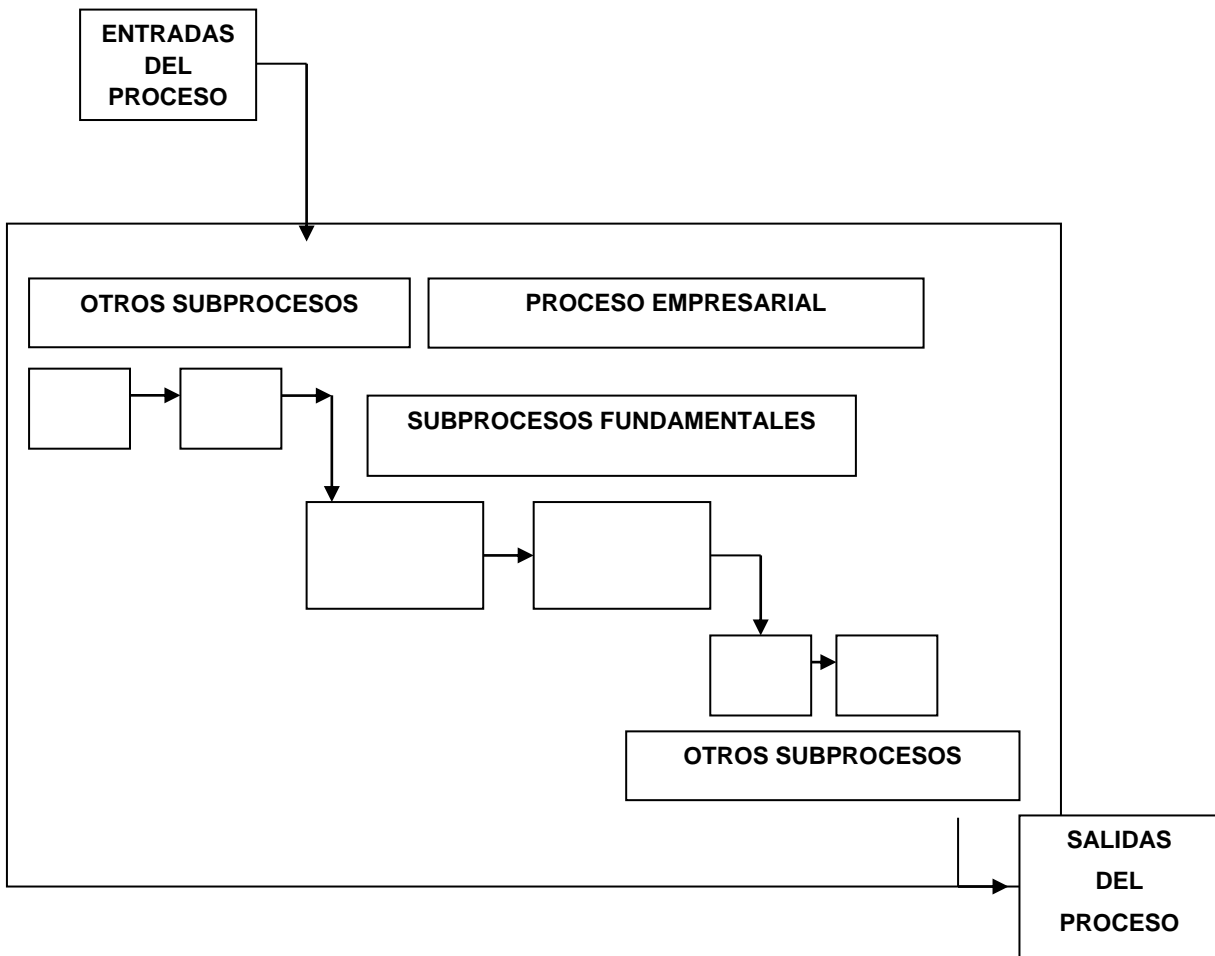 ENTRADAS
DEL
PROCESO
OTROS SUBPROCESOS
PROCESO EMPRESARIAL
SUBPROCESOS FUNDAMENTALES
OTROS SUBPROCESOS
SALIDAS
DEL
PROCESO